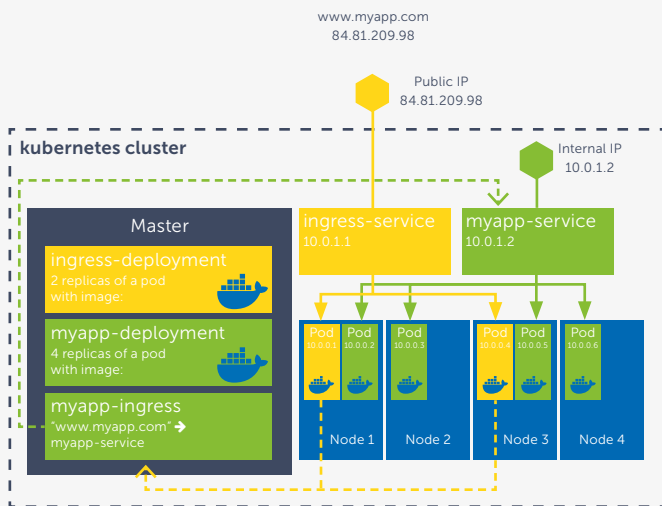 www.myapp.com
84.81.209.98
Public IP
84.81.209.98
kubernetes cluster
Internal IP
10.0.1.2
Master
ingress-deployment
2 replicas of a pod
with image:
myapp-deployment
4 replicas of a pod
with image:
myapp-ingress
"www.myapp.com" →
myapp-service
ingress-service
10.0.1.1
myapp-service
10.0.1.2
Pod
10.0.0.1
Pod
10.0.0.2
Pod
10.0.0.3
Pod
10.0.0.4
Pod
10.0.0.5
Pod
10.0.0.6
Node 1
Node 2
Node 3
Node 4